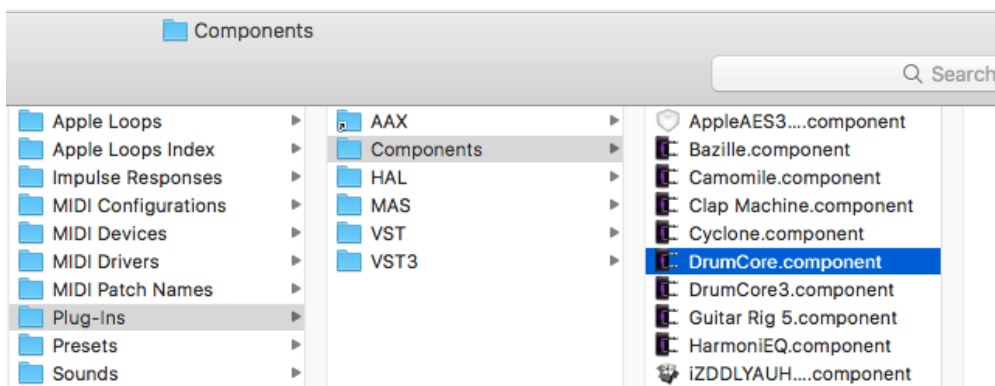 Components
Search
Apple Loops
Apple Loops Index
Impulse Responses
MIDI Configurations
MIDI Devices
MIDI Drivers
MIDI Patch Names
Plug-Ins
Presets
Sounds
AAX
Components
HAL
MAS
VST
VST3
AppleAES3....component
Bazille.component
Camomile.component
Clap Machine.component
Cyclone.component
DrumCore.component
DrumCore3.component
Guitar Rig 5.component
HarmoniEQ.component
iZDDLYAUH....component